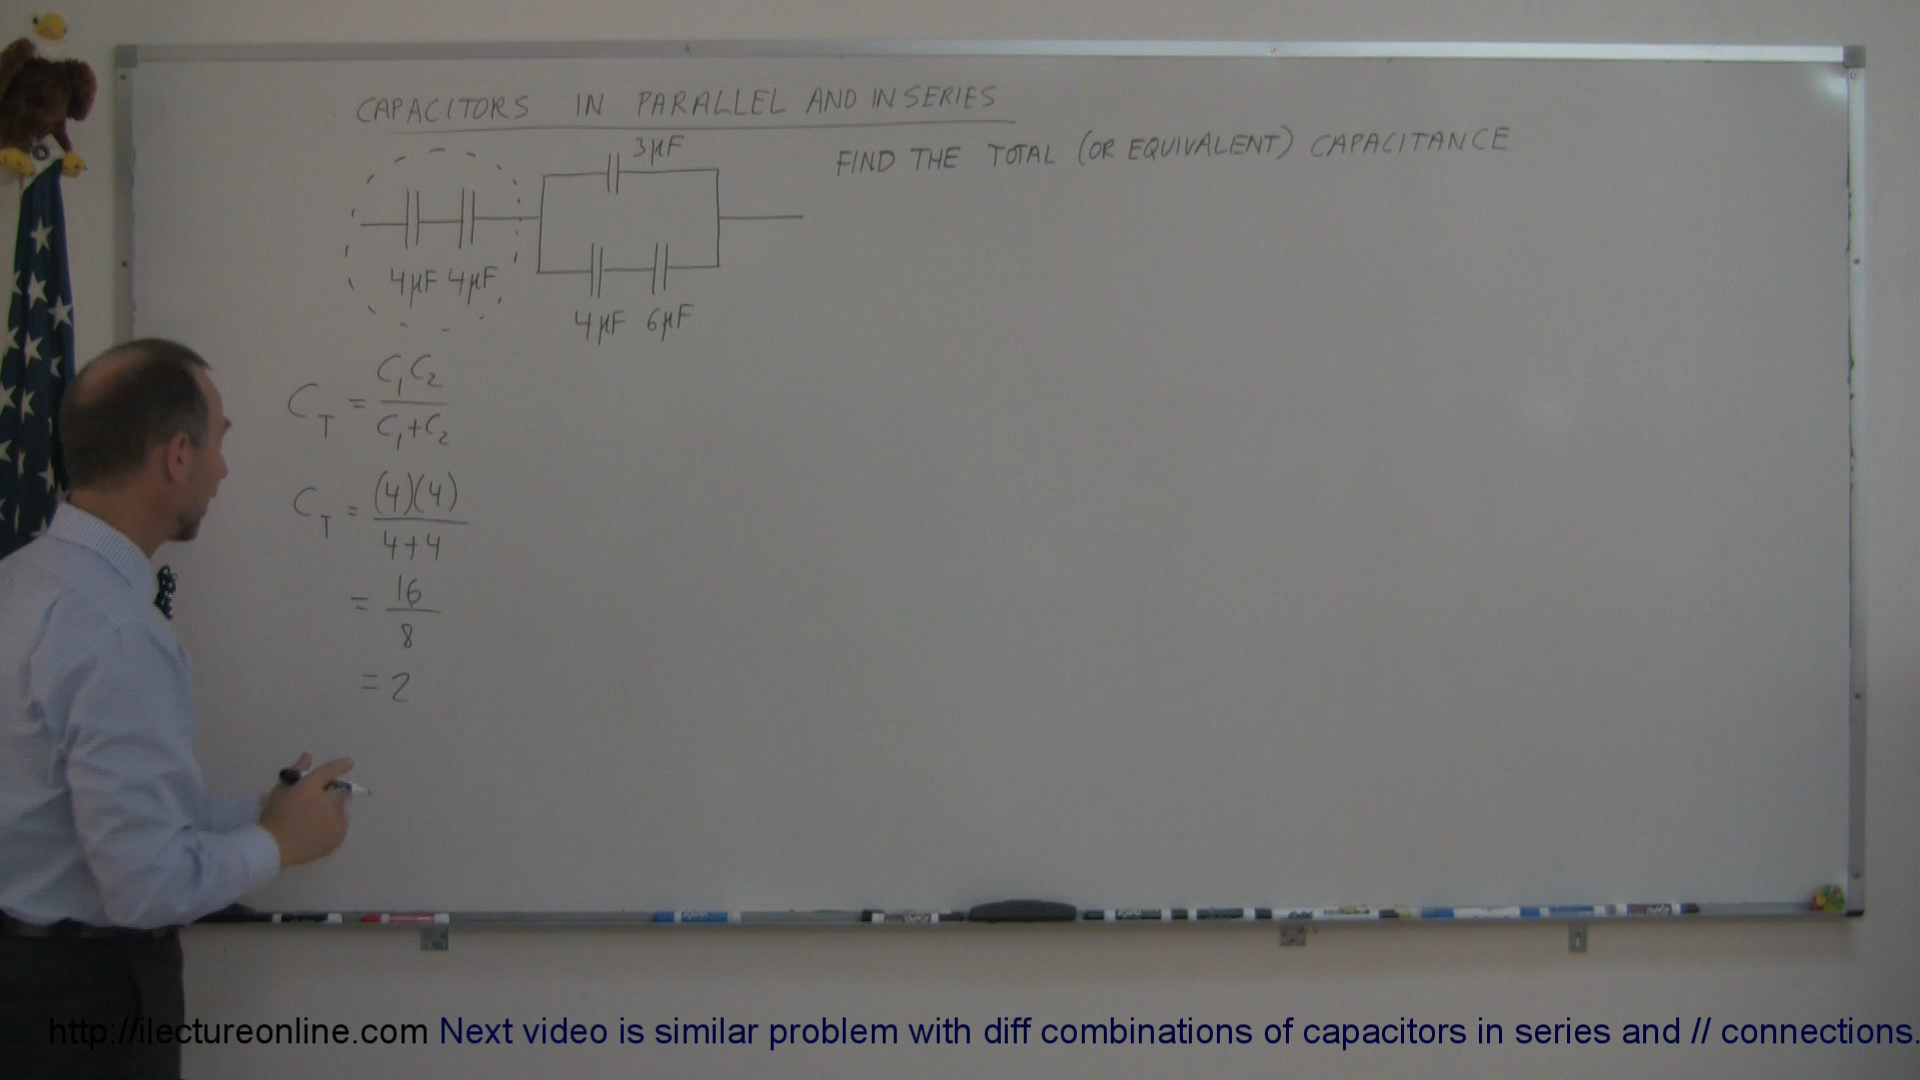 CAPACITORS IN PARALLEL AND IN SERIES
FIND THE TOTAL (OR EQUIVALENT) CAPACITANCE
3μF
4μF 4μF
4μF 6μF
C_T = C₁C₂ / C₁+C₂
C_T = (4)(4) / 4+4
= 16 / 8
= 2
http://ilectureonline.com Next video is similar problem with diff combinations of capacitors in series and // connections.